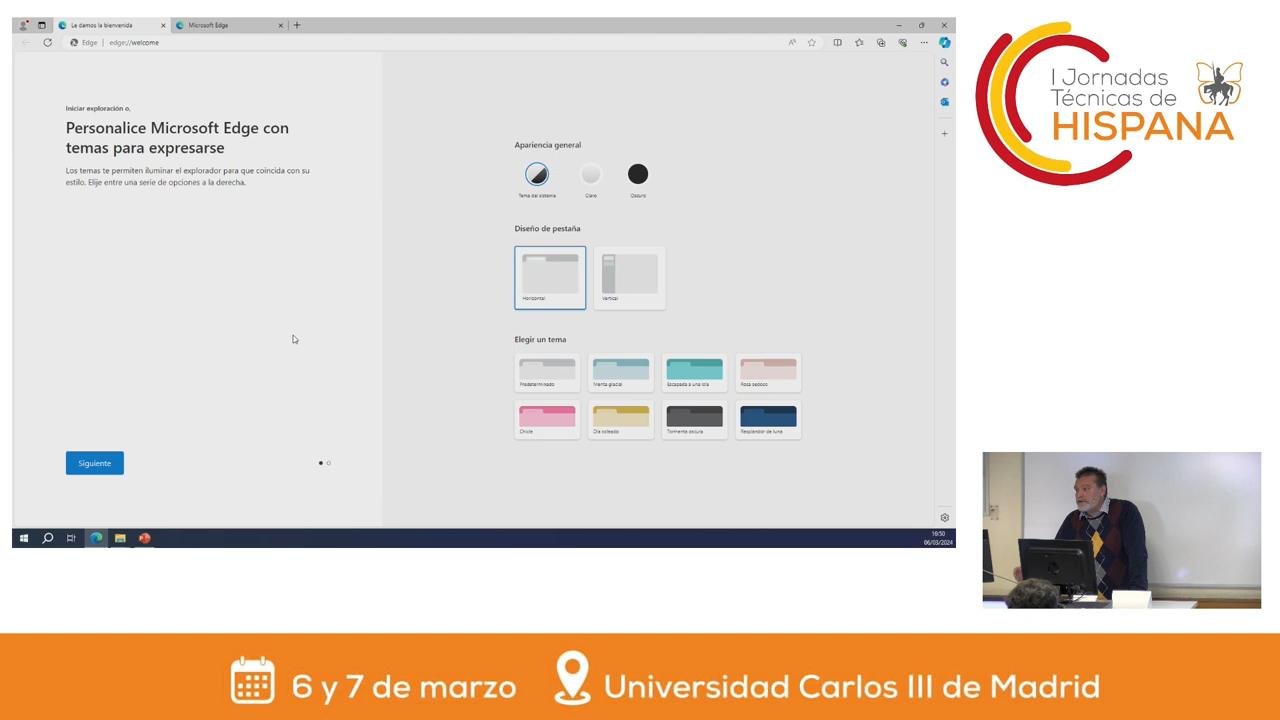 Le damos la bienvenida
Microsoft Edge
Edge
edge://welcome
Iniciar exploración o,
Personalice Microsoft Edge con
temas para expresarse
Los temas te permiten iluminar el explorador para que coincida con su
estilo. Elije entre una serie de opciones a la derecha.
Siguiente
Apariencia general
Tema del sistema
Claro
Oscuro
Diseño de pestaña
Horizontal
Vertical
Elegir un tema
Predeterminado
Menta glacial
Escapada a una isla
Rosa sedoso
Chicle
Día soleado
Tormenta oscura
Resplandor de luna
16:50
06/03/2024
I Jornadas
Técnicas de
HISPANA
6 y 7 de marzo
Universidad Carlos III de Madrid